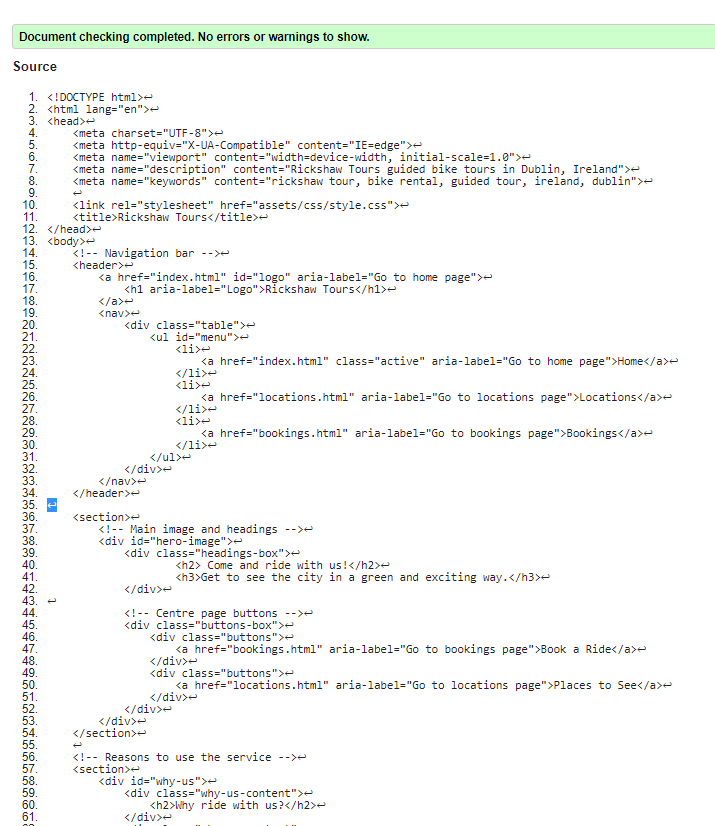 Document checking completed. No errors or warnings to show.
Source
1. <!DOCTYPE html>↩
2. <html lang="en">↩
3. <head>↩
4.     <meta charset="UTF-8">↩
5.     <meta http-equiv="X-UA-Compatible" content="IE=edge">↩
6.     <meta name="viewport" content="width=device-width, initial-scale=1.0">↩
7.     <meta name="description" content="Rickshaw Tours guided bike tours in Dublin, Ireland">↩
8.     <meta name="keywords" content="rickshaw tour, bike rental, guided tour, ireland, dublin">↩
9.     ↩
10.     <link rel="stylesheet" href="assets/css/style.css">↩
11.     <title>Rickshaw Tours</title>↩
12. </head>↩
13. <body>↩
14.     <!-- Navigation bar -->↩
15.     <header>↩
16.         <a href="index.html" id="logo" aria-label="Go to home page">↩
17.             <h1 aria-label="Logo">Rickshaw Tours</h1>↩
18.         </a>↩
19.         <nav>↩
20.             <div class="table">↩
21.                 <ul id="menu">↩
22.                     <li>↩
23.                         <a href="index.html" class="active" aria-label="Go to home page">Home</a>↩
24.                     </li>↩
25.                     <li>↩
26.                         <a href="locations.html" aria-label="Go to locations page">Locations</a>↩
27.                     </li>↩
28.                     <li>↩
29.                         <a href="bookings.html" aria-label="Go to bookings page">Bookings</a>↩
30.                     </li>↩
31.                 </ul>↩
32.             </div>↩
33.         </nav>↩
34.     </header>↩
35. ↩
36.     <section>↩
37.         <!-- Main image and headings -->↩
38.         <div id="hero-image">↩
39.             <div class="headings-box">↩
40.                     <h2> Come and ride with us!</h2>↩
41.                     <h3>Get to see the city in a green and exciting way.</h3>↩
42.             </div>↩
43. ↩
44.             <!-- Centre page buttons -->↩
45.             <div class="buttons-box">↩
46.                 <div class="buttons">↩
47.                     <a href="bookings.html" aria-label="Go to bookings page">Book a Ride</a>↩
48.                 </div>↩
49.                 <div class="buttons">↩
50.                     <a href="locations.html" aria-label="Go to locations page">Places to See</a>↩
51.                 </div>↩
52.             </div>↩
53.         </div>↩
54.     </section>↩
55.     ↩
56.     <!-- Reasons to use the service -->↩
57.     <section>↩
58.         <div id="why-us">↩
59.             <div class="why-us-content">↩
60.                 <h2>Why ride with us?</h2>↩
61.             </div>↩